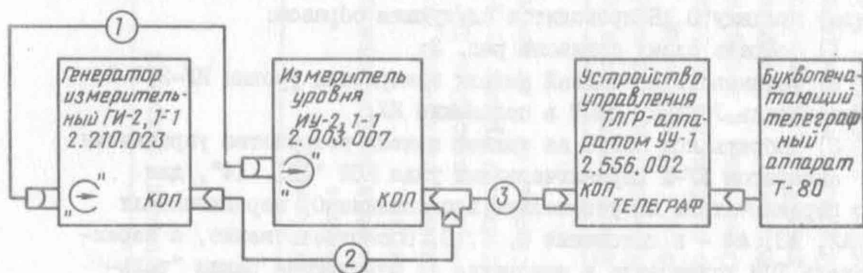 1
Генератор
измеритель-
ный ГИ-2,1-1
2.210.023
"
"
КОП
Измеритель
уровня
ИУ-2,1-1
2.003.007
"
"
КОП
2
3
Устройство
управления
ТЛГР-аппа-
ратом УУ-1
2.556.002
КОП
ТЕЛЕГРАФ
Буквопеча-
тающий
телеграф-
ный
аппарат
Т-80